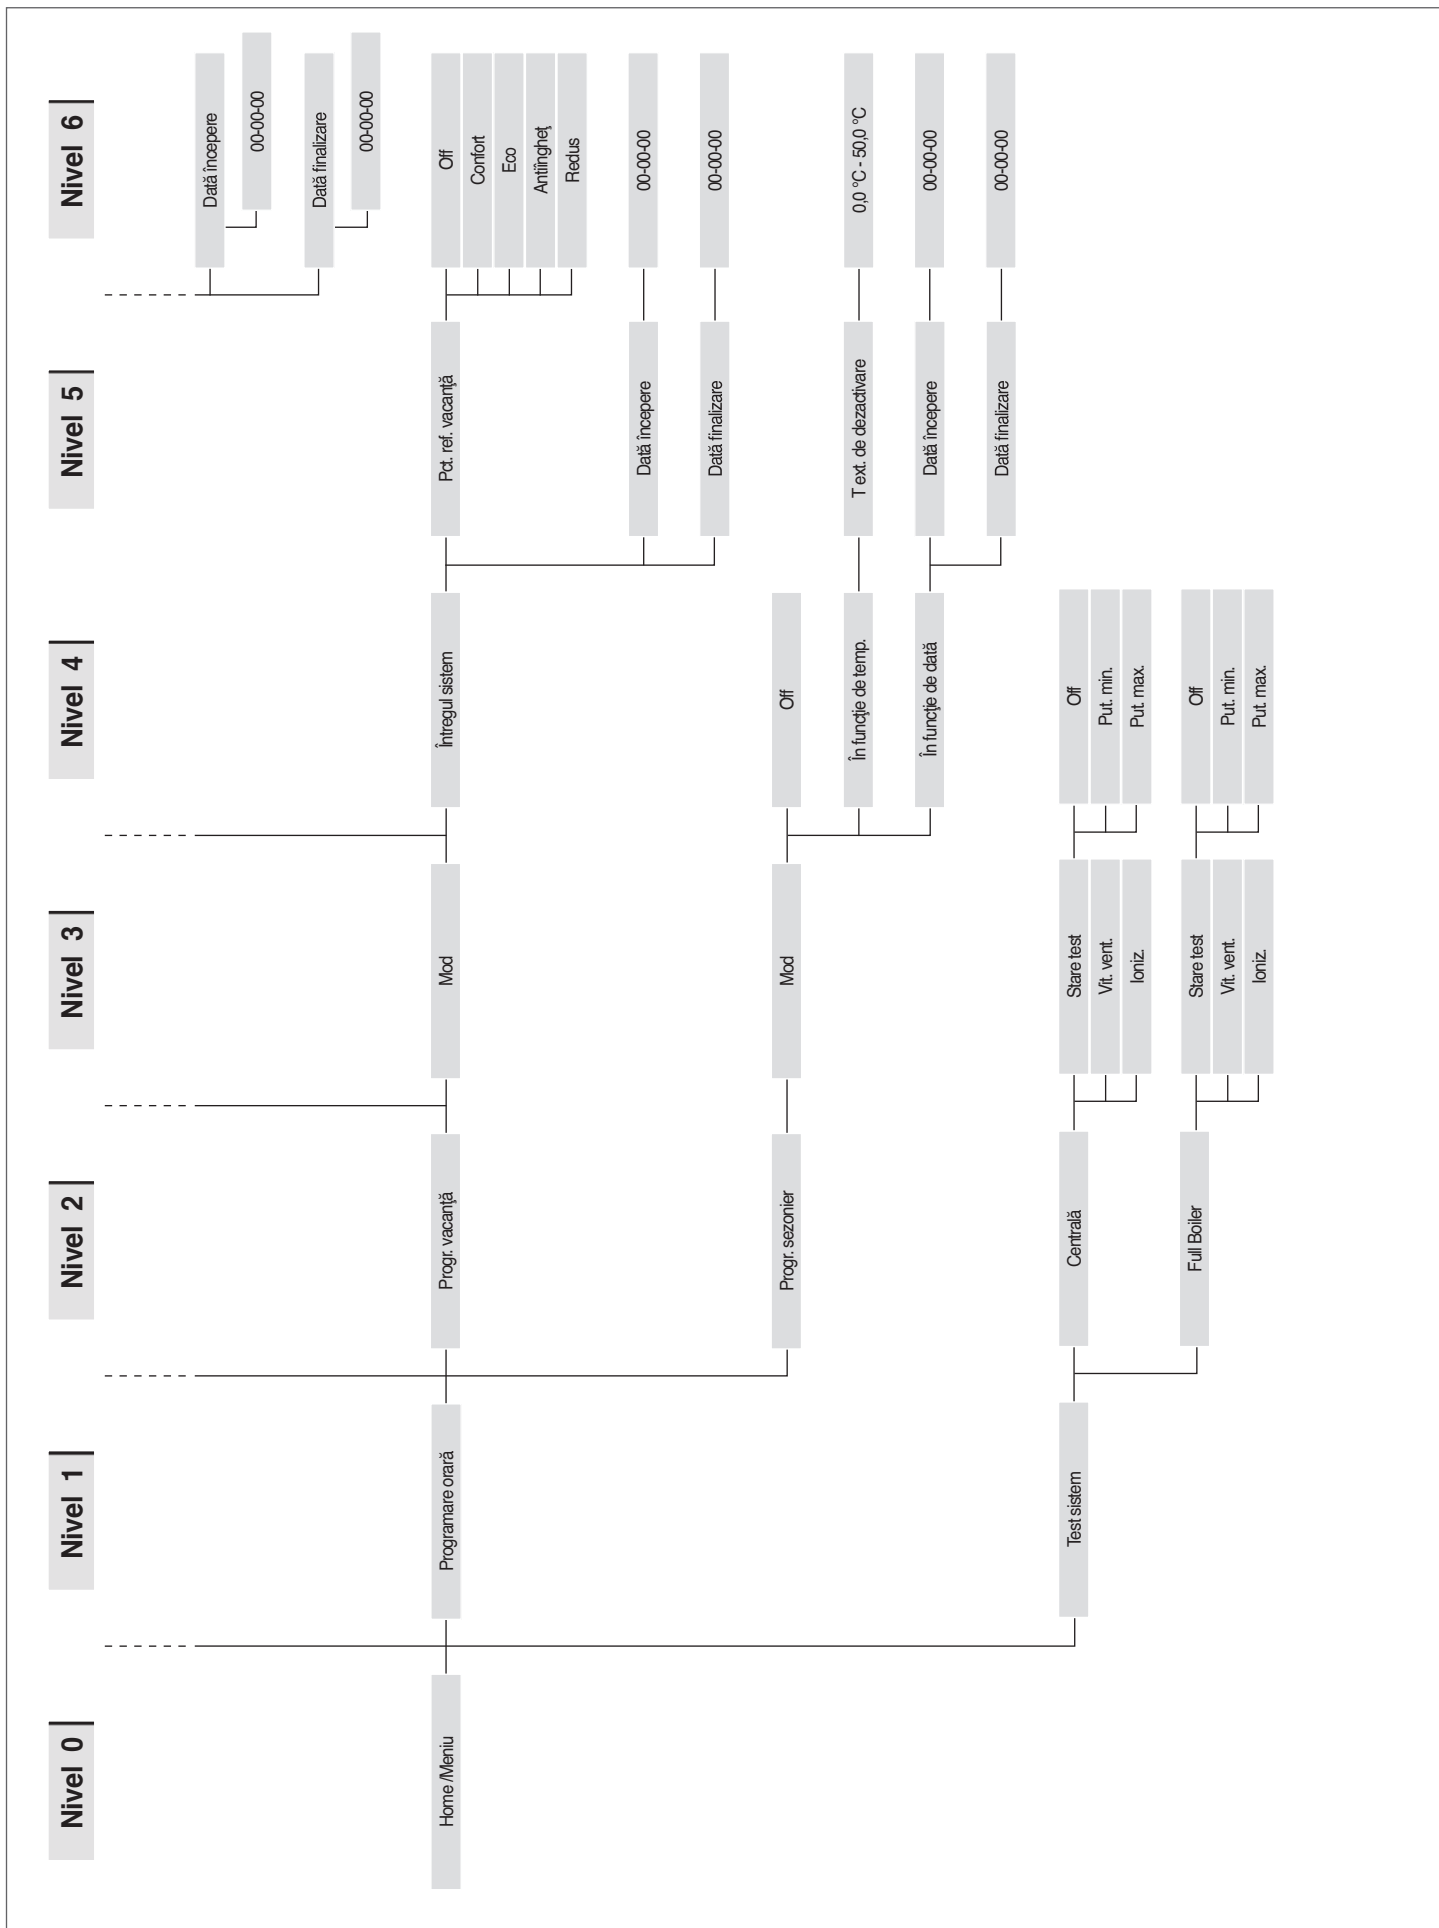 Nivel 0
Nivel 1
Nivel 2
Nivel 3
Nivel 4
Nivel 5
Nivel 6
Dată începere
00-00-00
Dată finalizare
00-00-00
Home /Meniu
Programare orară
Progr. vacanţă
Mod
Întregul sistem
Pct. ref. vacanţă
Off
Confort
Eco
Antiîngheţ
Redus
Dată începere
00-00-00
Dată finalizare
00-00-00
Progr. sezonier
Mod
Off
În funcţie de temp.
T ext. de dezactivare
0,0 °C - 50,0 °C
În funcţie de dată
Dată începere
00-00-00
Dată finalizare
00-00-00
Test sistem
Centrală
Stare test
Off
Vit. vent.
Put. min.
Ioniz.
Put. max.
Full Boiler
Stare test
Off
Vit. vent.
Put. min.
Ioniz.
Put. max.